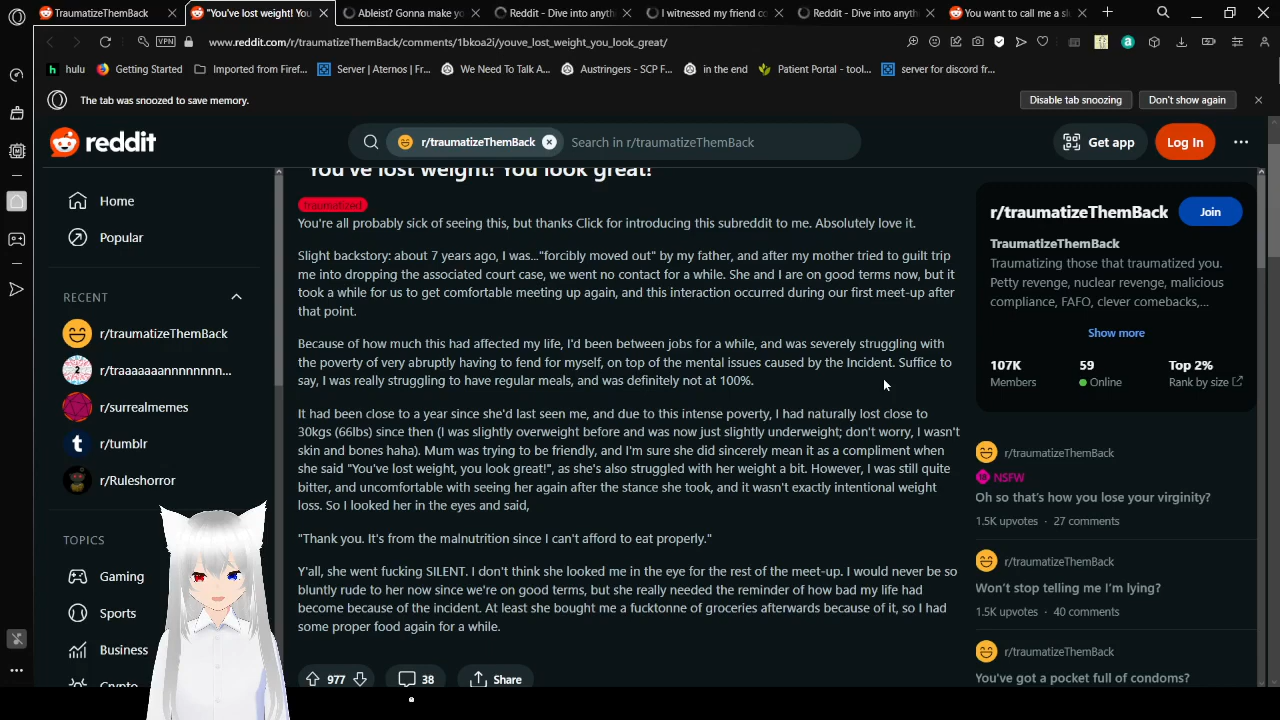 TraumatizeThemBack
"You've lost weight! You
Ableist? Gonna make yo
Reddit - Dive into anyth
I witnessed my friend co
Reddit - Dive into anyth
You want to call me a sl
VPN
www.reddit.com/r/traumatizeThemBack/comments/1bkoa2i/youve_lost_weight_you_look_great/
hulu
Getting Started
Imported from Firef...
Server | Aternos | Fr...
We Need To Talk A...
Austringers - SCP F...
in the end
Patient Portal - tool...
server for discord fr...
The tab was snoozed to save memory.
Disable tab snoozing
Don't show again
reddit
r/traumatizeThemBack
Search in r/traumatizeThemBack
Get app
Log In
Home
Popular
RECENT
r/traumatizeThemBack
r/traaaaaaannnnnnnn...
r/surrealmemes
r/tumblr
r/Ruleshorror
TOPICS
Gaming
Sports
Business
Crypto
"You've lost weight! You look great!"
traumatized
You're all probably sick of seeing this, but thanks Click for introducing this subreddit to me. Absolutely love it.
Slight backstory: about 7 years ago, I was..."forcibly moved out" by my father, and after my mother tried to guilt trip
me into dropping the associated court case, we went no contact for a while. She and I are on good terms now, but it
took a while for us to get comfortable meeting up again, and this interaction occurred during our first meet-up after
that point.
Because of how much this had affected my life, I'd been between jobs for a while, and was severely struggling with
the poverty of very abruptly having to fend for myself, on top of the mental issues caused by the Incident. Suffice to
say, I was really struggling to have regular meals, and was definitely not at 100%.
It had been close to a year since she'd last seen me, and due to this intense poverty, I had naturally lost close to
30kgs (66lbs) since then (I was slightly overweight before and was now just slightly underweight; don't worry, I wasn't
skin and bones haha). Mum was trying to be friendly, and I'm sure she did sincerely mean it as a compliment when
she said "You've lost weight, you look great!", as she's also struggled with her weight a bit. However, I was still quite
bitter, and uncomfortable with seeing her again after the stance she took, and it wasn't exactly intentional weight
loss. So I looked her in the eyes and said,
"Thank you. It's from the malnutrition since I can't afford to eat properly."
Y'all, she went fucking SILENT. I don't think she looked me in the eye for the rest of the meet-up. I would never be so
bluntly rude to her now since we're on good terms, but she really needed the reminder of how bad my life had
become because of the incident. At least she bought me a fucktonne of groceries afterwards because of it, so I had
some proper food again for a while.
977
38
Share
r/traumatizeThemBack
Join
TraumatizeThemBack
Traumatizing those that traumatized you.
Petty revenge, nuclear revenge, malicious
compliance, FAFO, clever comebacks,...
Show more
107K
59
Top 2%
Members
Online
Rank by size
r/traumatizeThemBack
18 NSFW
Oh so that's how you lose your virginity?
1.5K upvotes · 27 comments
r/traumatizeThemBack
Won't stop telling me I'm lying?
1.5K upvotes · 40 comments
r/traumatizeThemBack
You've got a pocket full of condoms?